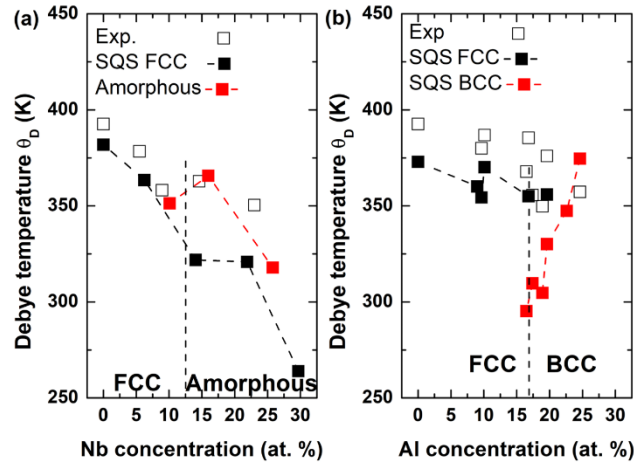 (a)
Exp.
SQS FCC
Amorphous
450
400
350
300
250
FCC
Amorphous
0 5 10 15 20 25 30
Debye temperature θD (K)
Nb concentration (at. %)
(b)
Exp
SQS FCC
SQS BCC
450
400
350
300
250
FCC
BCC
0 5 10 15 20 25 30
Debye temperature θD (K)
Al concentration (at. %)